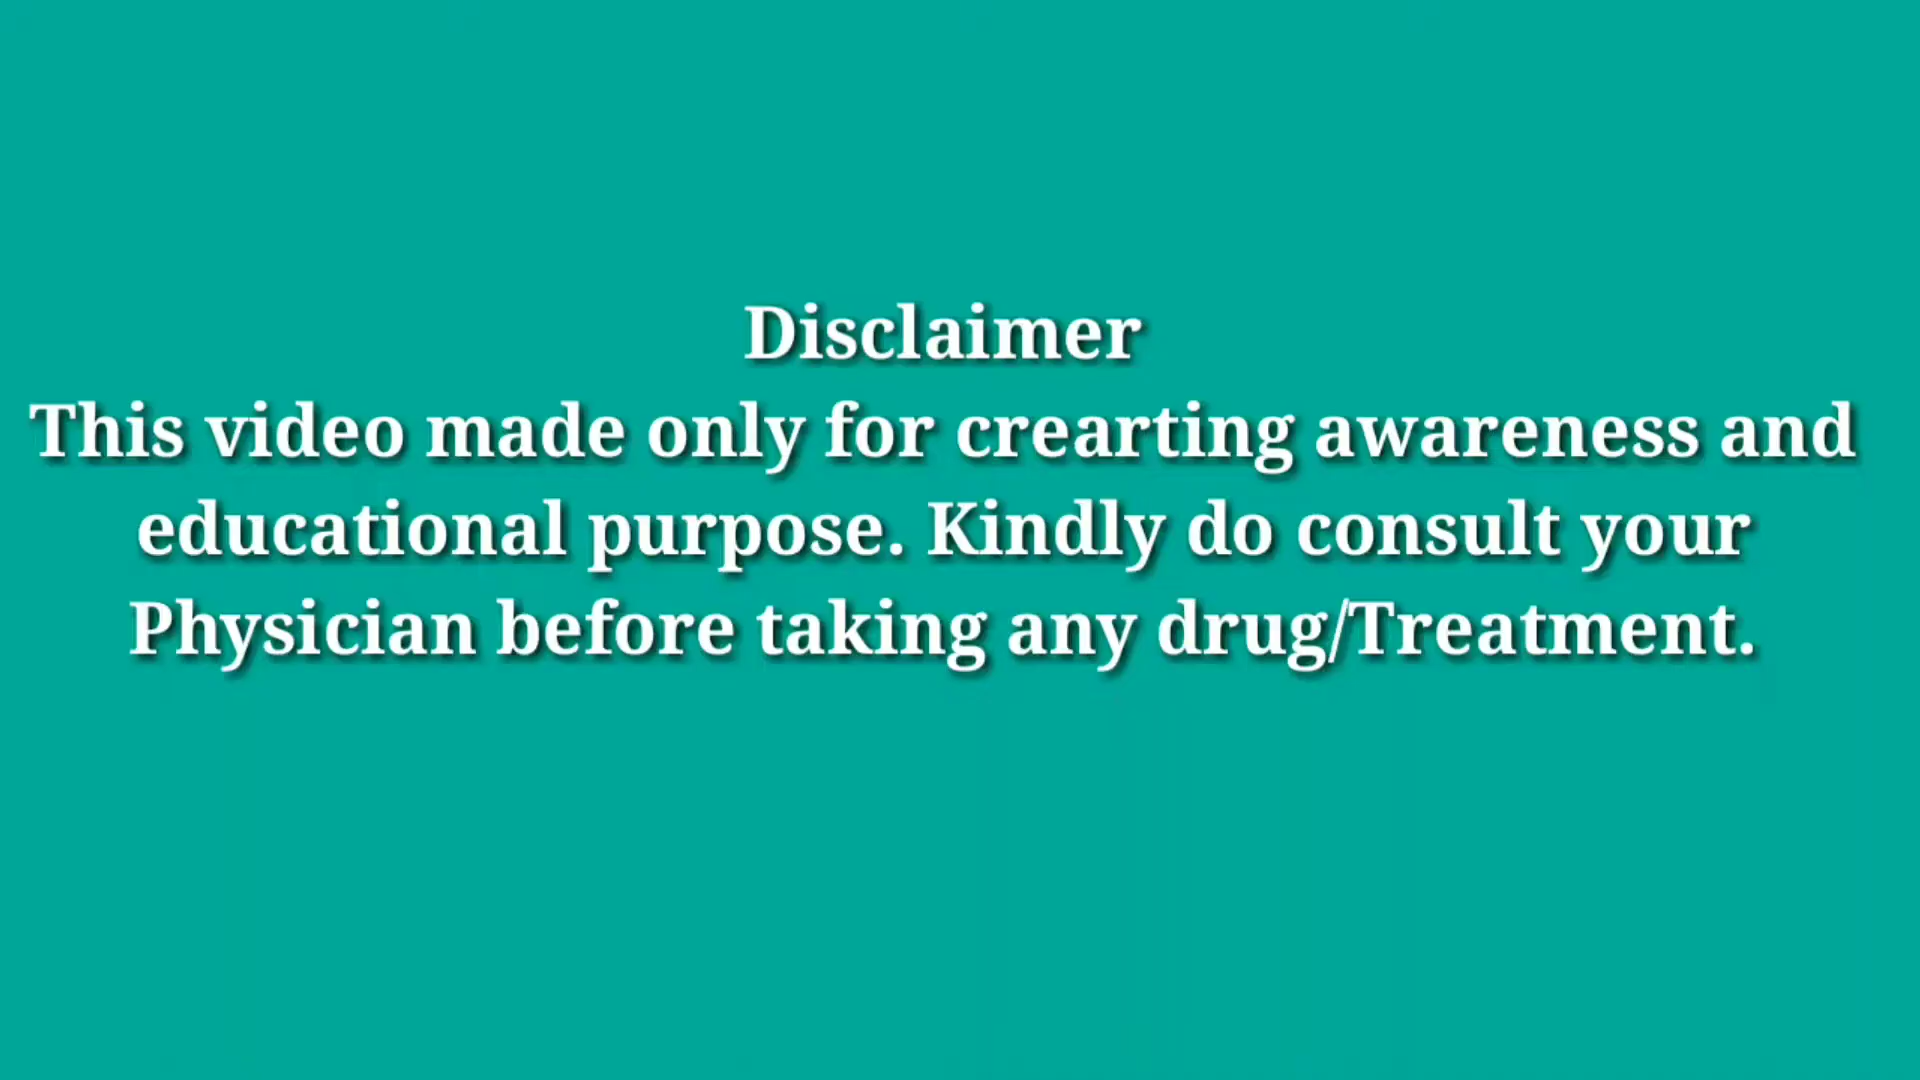 Disclaimer
This video made only for crearting awareness and
educational purpose. Kindly do consult your
Physician before taking any drug/Treatment.